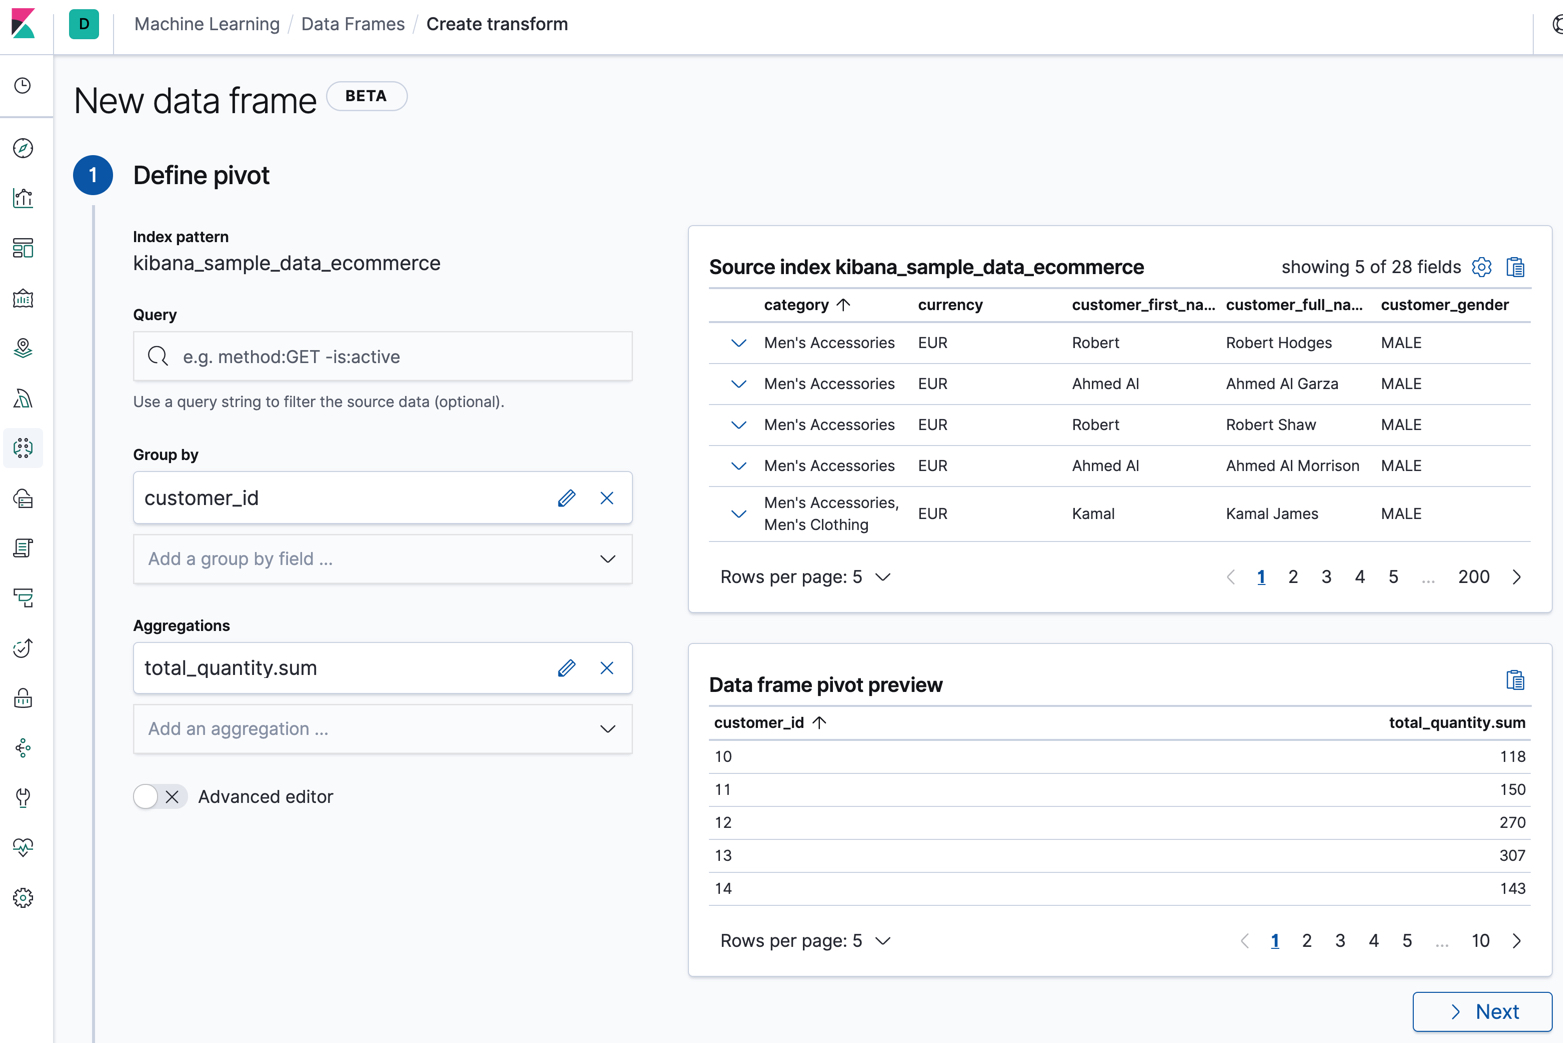 D
Machine Learning / Data Frames / Create transform
New data frame BETA
1 Define pivot
Index pattern
kibana_sample_data_ecommerce
Query
e.g. method:GET -is:active
Use a query string to filter the source data (optional).
Group by
customer_id
Add a group by field ...
Aggregations
total_quantity.sum
Add an aggregation ...
Advanced editor
Source index kibana_sample_data_ecommerce showing 5 of 28 fields
category currency customer_first_na... customer_full_na... customer_gender
Men's Accessories EUR Robert Robert Hodges MALE
Men's Accessories EUR Ahmed Al Ahmed Al Garza MALE
Men's Accessories EUR Robert Robert Shaw MALE
Men's Accessories EUR Ahmed Al Ahmed Al Morrison MALE
Men's Accessories,
Men's Clothing EUR Kamal Kamal James MALE
Rows per page: 5 1 2 3 4 5 ... 200
Data frame pivot preview
customer_id total_quantity.sum
10 118
11 150
12 270
13 307
14 143
Rows per page: 5 1 2 3 4 5 ... 10
Next